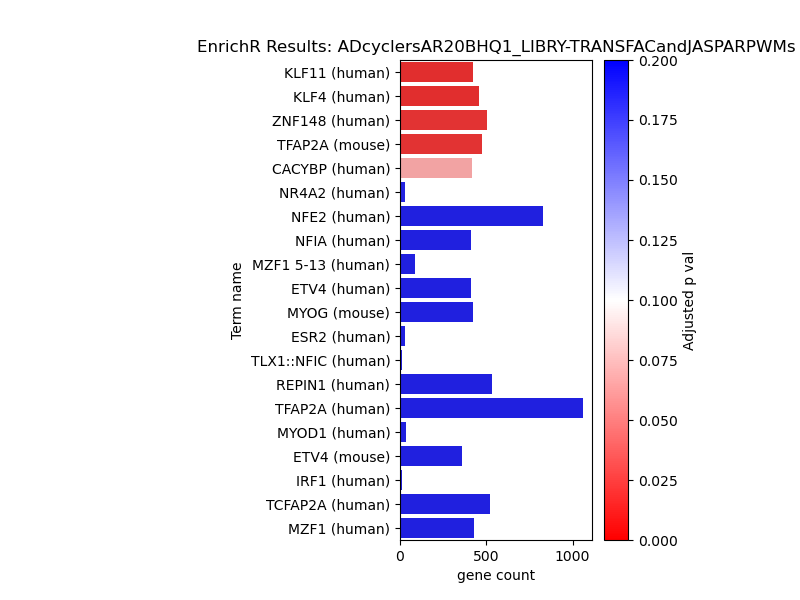 EnrichR Results: ADcyclersAR20BHQ1_LIBRY-TRANSFACandJASPARPWMs
KLF11 (human)
KLF4 (human)
ZNF148 (human)
TFAP2A (mouse)
CACYBP (human)
NR4A2 (human)
NFE2 (human)
NFIA (human)
MZF1 5-13 (human)
ETV4 (human)
MYOG (mouse)
ESR2 (human)
TLX1::NFIC (human)
REPIN1 (human)
TFAP2A (human)
MYOD1 (human)
ETV4 (mouse)
IRF1 (human)
TCFAP2A (human)
MZF1 (human)
Term name
0 500 1000
gene count
0.200
0.175
0.150
0.125
0.100
0.075
0.050
0.025
0.000
Adjusted p val